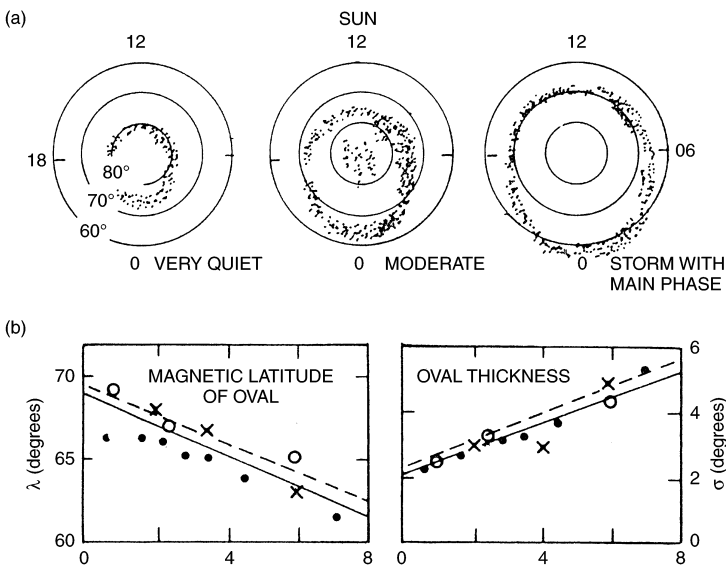 (a)
SUN
12 12 12
18 06
80°
70°
60°
0 VERY QUIET 0 MODERATE 0 STORM WITH
MAIN PHASE
(b)
MAGNETIC LATITUDE
OF OVAL
λ (degrees)
70
65
60
0 4 8
OVAL THICKNESS
σ (degrees)
6
4
2
0
0 2 4 6 8